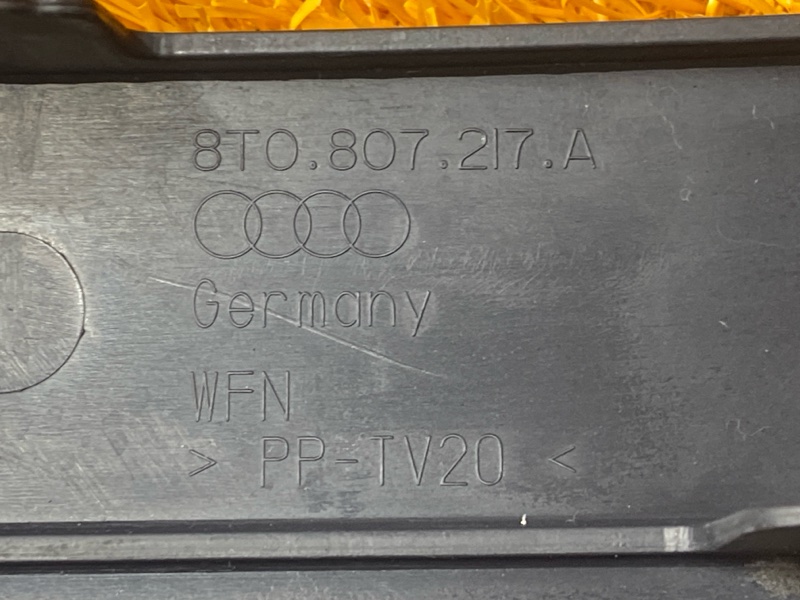 8T0.807.217.A
Germany
WFN
> PP-TV20 <